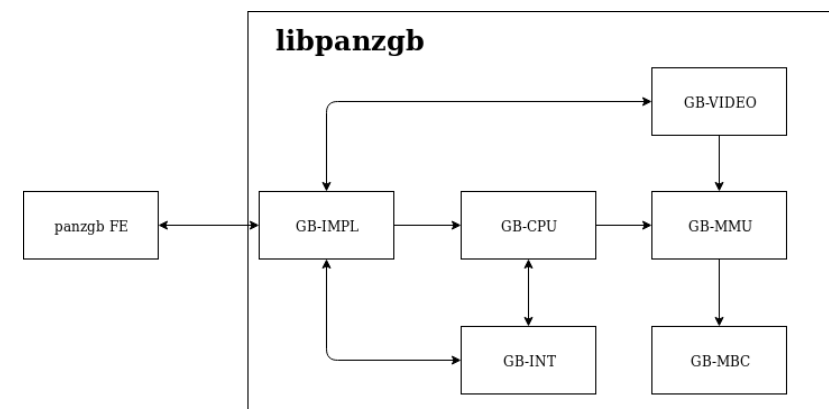 libpanzgb
GB-VIDEO
panzgb FE
GB-IMPL
GB-CPU
GB-MMU
GB-INT
GB-MBC